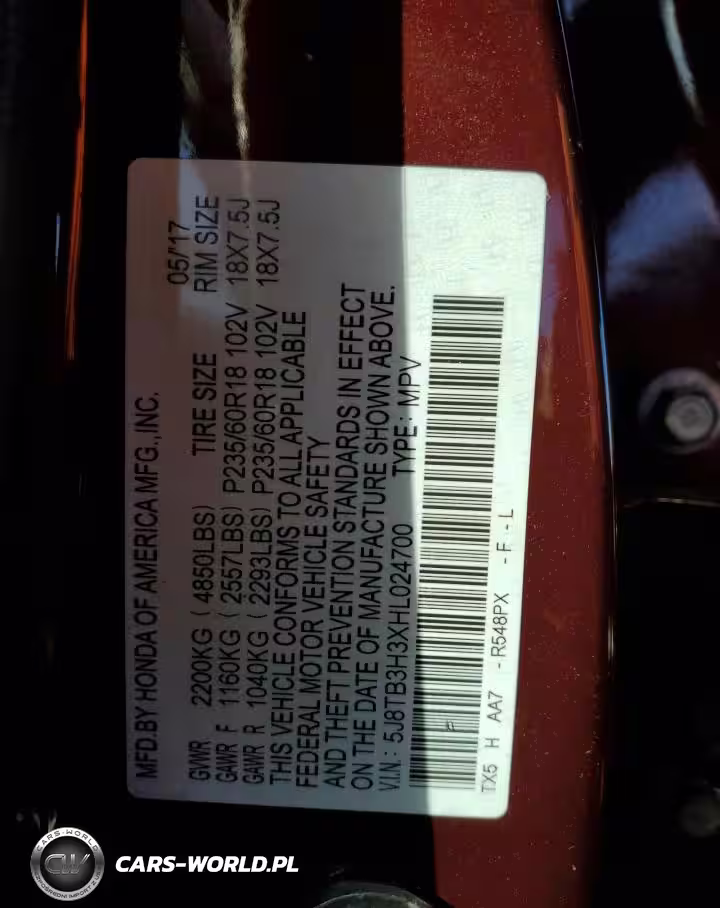 MFD.BY HONDA OF AMERICA MFG.,INC. 05/'17
GVWR 2200KG ( 4850LBS) TIRE SIZE RIM SIZE
GAWR F 1160KG ( 2557LBS) P235/60R18 102V 18X7.5J
GAWR R 1040KG ( 2293LBS) P235/60R18 102V 18X7.5J
THIS VEHICLE CONFORMS TO ALL APPLICABLE
FEDERAL MOTOR VEHICLE SAFETY
AND THEFT PREVENTION STANDARDS IN EFFECT
ON THE DATE OF MANUFACTURE SHOWN ABOVE.
V.I.N.: 5J8TB3H3XHL024700 TYPE: MPV
TX5 H AA7 -R548PX -F -L
CARS-WORLD
CW
CARS-WORLD.PL